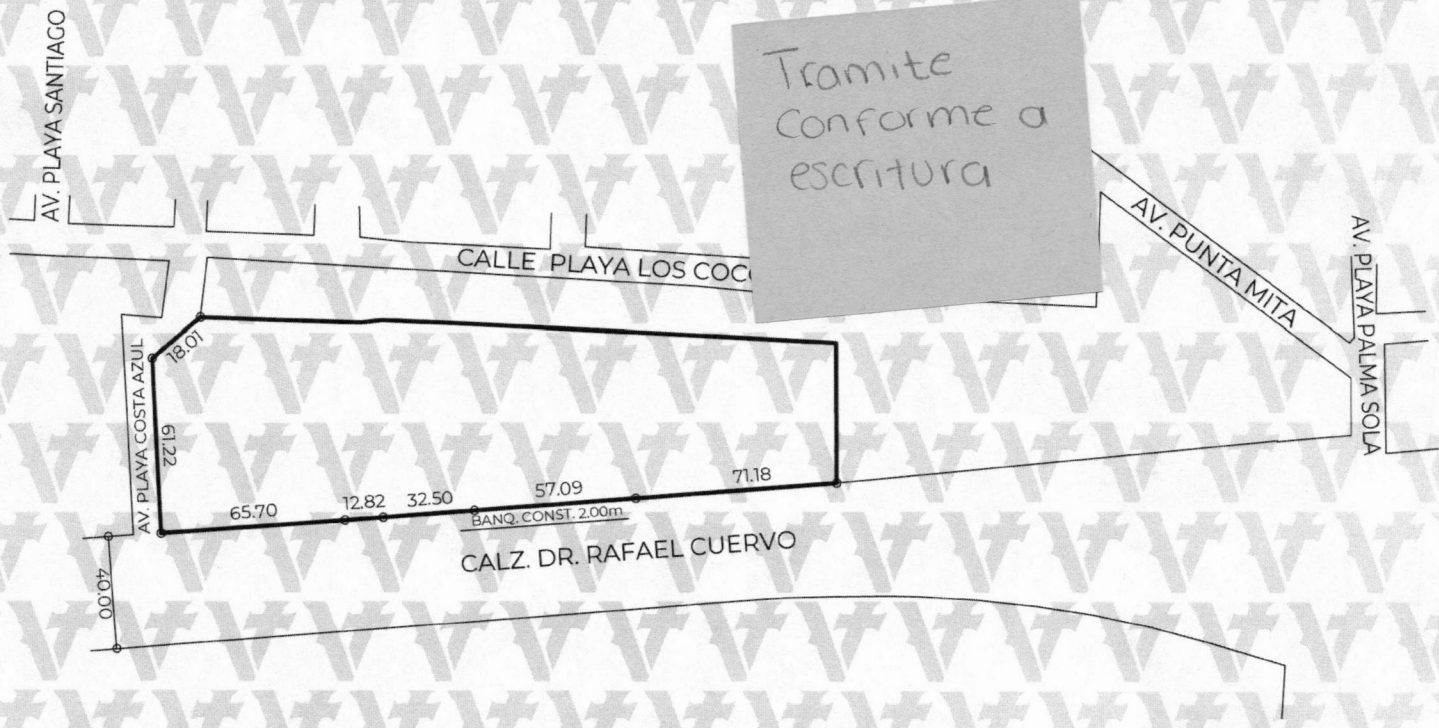 AV. PLAYA SANTIAGO
Tramite
Conforme a
escritura
AV. PUNTA MITA
AV. PLAYA PALMA SOLA
CALLE PLAYA LOS
18.01
AV. PLAYA COSTA AZUL
61.22
65.70
12.82
32.50
57.09
71.18
BANQ. CONST. 2.00m
CALZ. DR. RAFAEL CUERVO
40.00